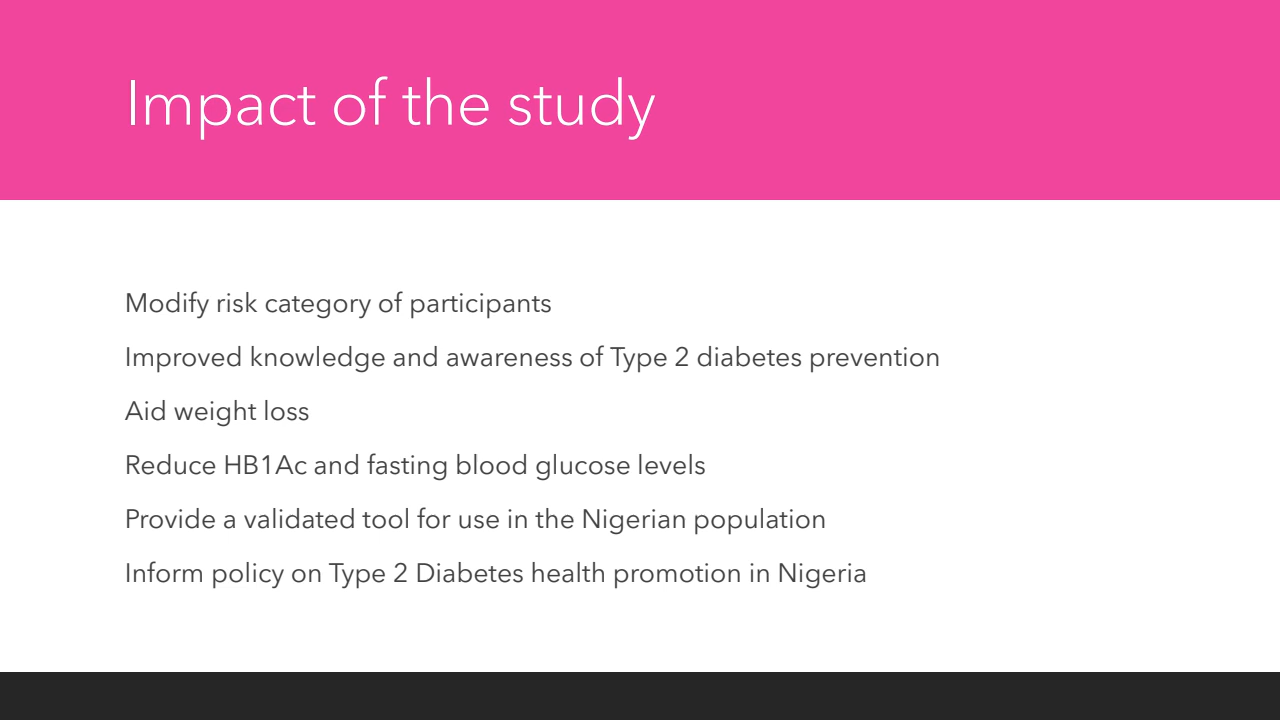 Impact of the study
Modify risk category of participants
Improved knowledge and awareness of Type 2 diabetes prevention
Aid weight loss
Reduce HB1Ac and fasting blood glucose levels
Provide a validated tool for use in the Nigerian population
Inform policy on Type 2 Diabetes health promotion in Nigeria